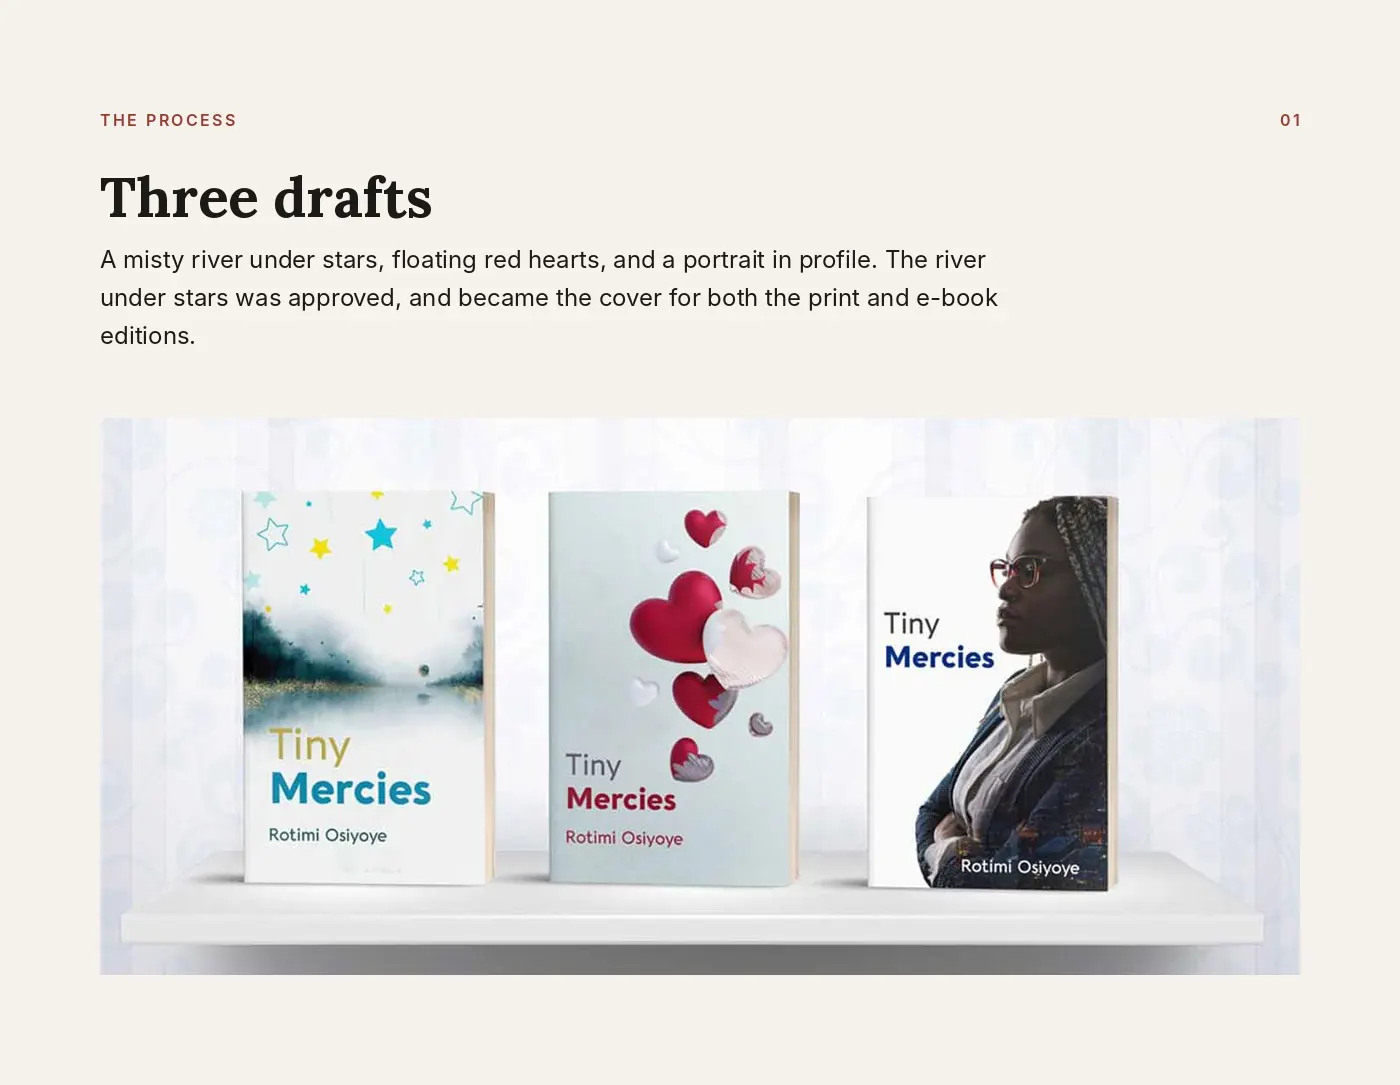 THE PROCESS
01
Three drafts
A misty river under stars, floating red hearts, and a portrait in profile. The river
under stars was approved, and became the cover for both the print and e-book
editions.
Tiny
Mercies
Rotimi Osiyoye
Tiny
Mercies
Rotimi Osiyoye
Tiny
Mercies
Rotimi Osiyoye